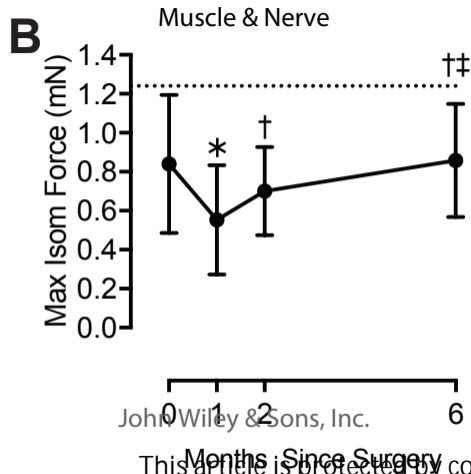 Muscle & Nerve
B
Max Isom Force (mN)
1.4
†‡
1.2
1.0
†
*
0.8
0.6
0.4
0.2
0.0
0 1 2 6
John Wiley & Sons, Inc.
Months Since Surgery
This article is protected by co